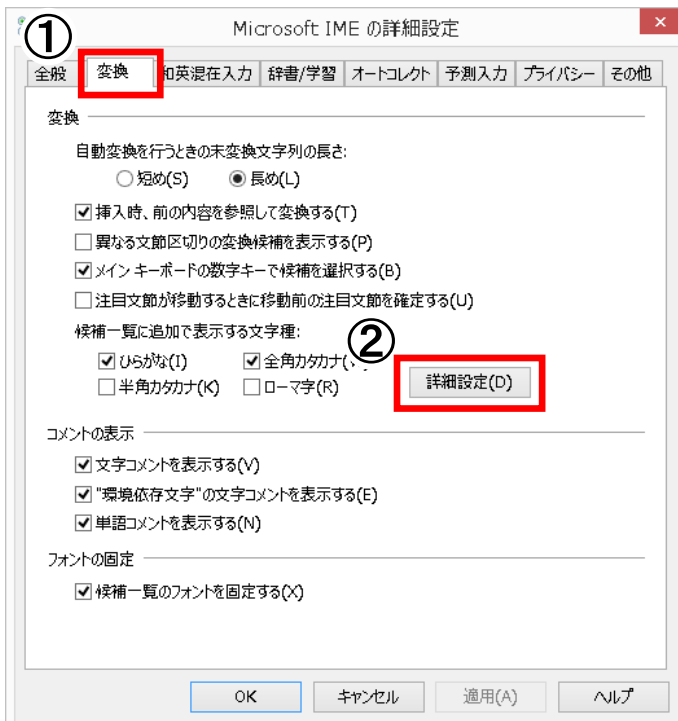 ①
Microsoft IME の詳細設定
全般 変換 和英混在入力 辞書/学習 オートコレクト 予測入力 プライバシー その他
変換
自動変換を行うときの未変換文字列の長さ:
短め(S) 長め(L)
挿入時、前の内容を参照して変換する(T)
異なる文節区切りの変換候補を表示する(P)
メイン キーボードの数字キーで候補を選択する(B)
注目文節が移動するときに移動前の注目文節を確定する(U)
候補一覧に追加で表示する文字種:
②
ひらがな(I) 全角カタカナ(
半角カタカナ(K) ローマ字(R) 詳細設定(D)
コメントの表示
文字コメントを表示する(V)
"環境依存文字"の文字コメントを表示する(E)
単語コメントを表示する(N)
フォントの固定
候補一覧のフォントを固定する(X)
OK キャンセル 適用(A) ヘルプ